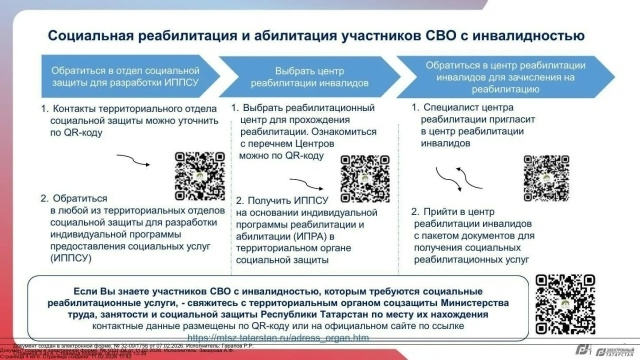 Социальная реабилитация и абилитация участников СВО с инвалидностью
Обратиться в отдел социальной
защиты для разработки ИППСУ
Выбрать центр
реабилитации инвалидов
Обратиться в центр реабилитации
инвалидов для зачисления на
реабилитацию
1. Контакты территориального отдела
социальной защиты можно уточнить
по QR-коду
2. Обратиться
в любой из территориальных отделов
социальной защиты для разработки
индивидуальной программы
предоставления социальных услуг
(ИППСУ)
1. Выбрать реабилитационный
центр для прохождения
реабилитации. Ознакомиться
с перечнем Центров
можно по QR-коду
2. Получить ИППСУ
на основании индивидуальной
программы реабилитации и
абилитации (ИПРА) в
территориальном органе
социальной защиты
1. Специалист центра
реабилитации пригласит
в центр реабилитации
инвалидов
2. Прийти в центр
реабилитации инвалидов
с пакетом документов для
получения социальных
реабилитационных услуг
Если Вы знаете участников СВО с инвалидностью, которым требуются социальные
реабилитационные услуги, - свяжитесь с территориальным органом соцзащиты Министерства
труда, занятости и социальной защиты Республики Татарстан по месту их нахождения
контактные данные размещены по QR-коду или на официальном сайте по ссылке
https://mtsz.tatarstan.ru/adress_organ.htm
Документ создан в электронной форме. № 32-09/1756 от 07.02.2026. Исполнитель: Гарапов Р.Р.